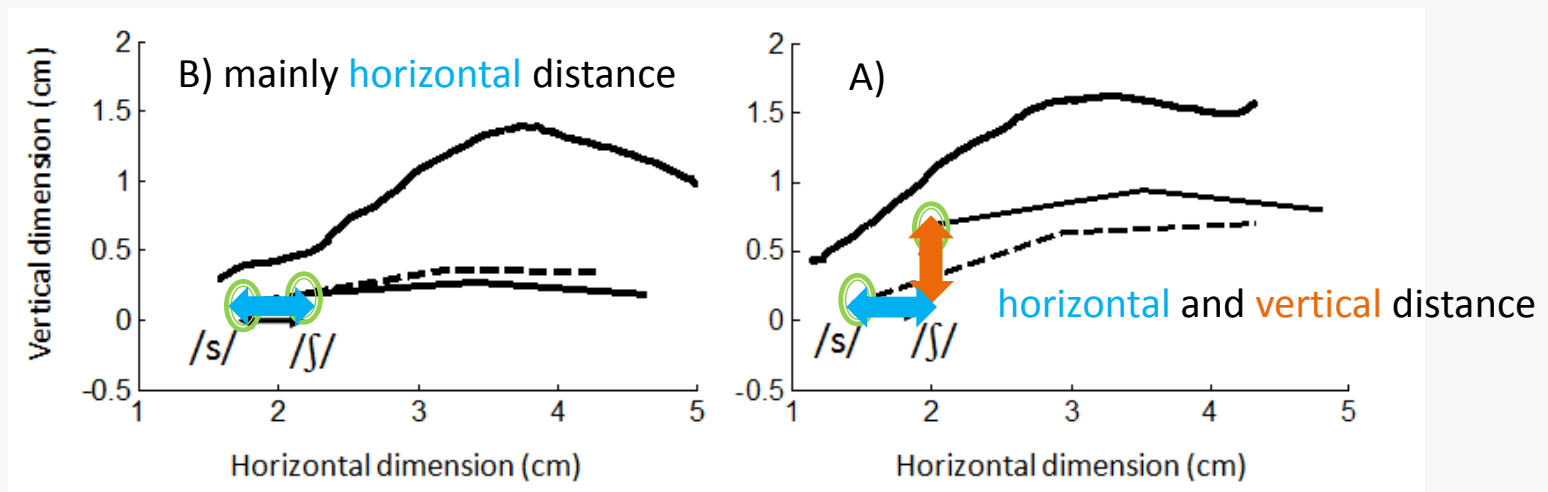 B) mainly horizontal distance
Vertical dimension (cm)
2
1.5
1
0.5
0
-0.5
/s/
/ʃ/
1
2
3
4
5
Horizontal dimension (cm)
A)
2
1.5
1
0.5
0
-0.5
horizontal and vertical distance
/s/
/ʃ/
1
2
3
4
5
Horizontal dimension (cm)